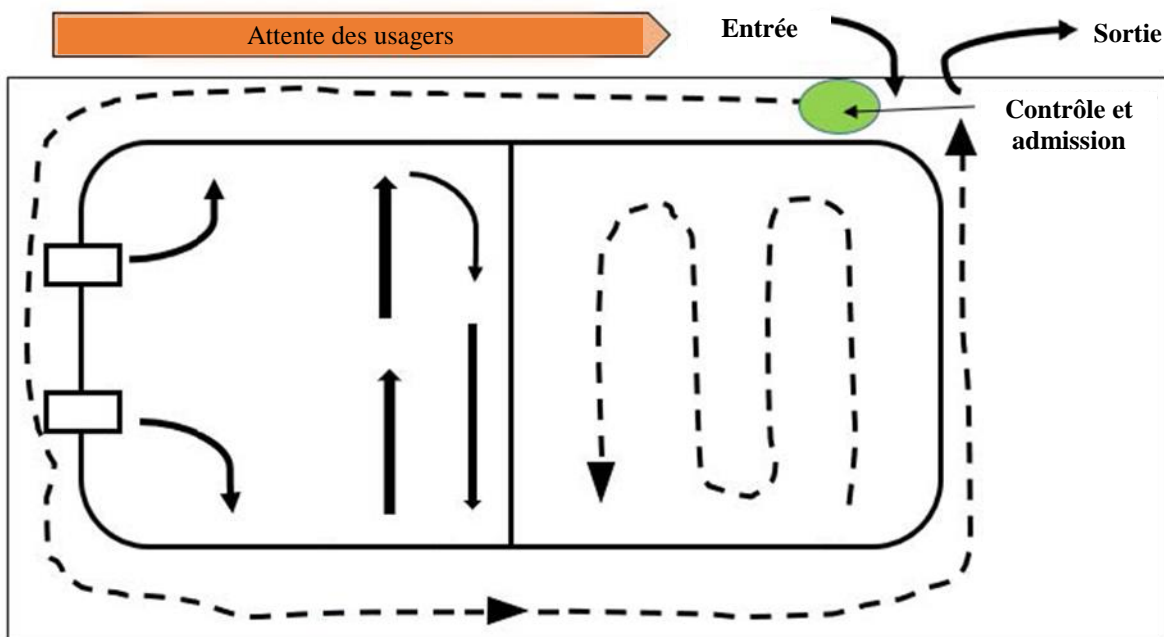 Attente des usagers
Entrée
Sortie
Contrôle et
admission